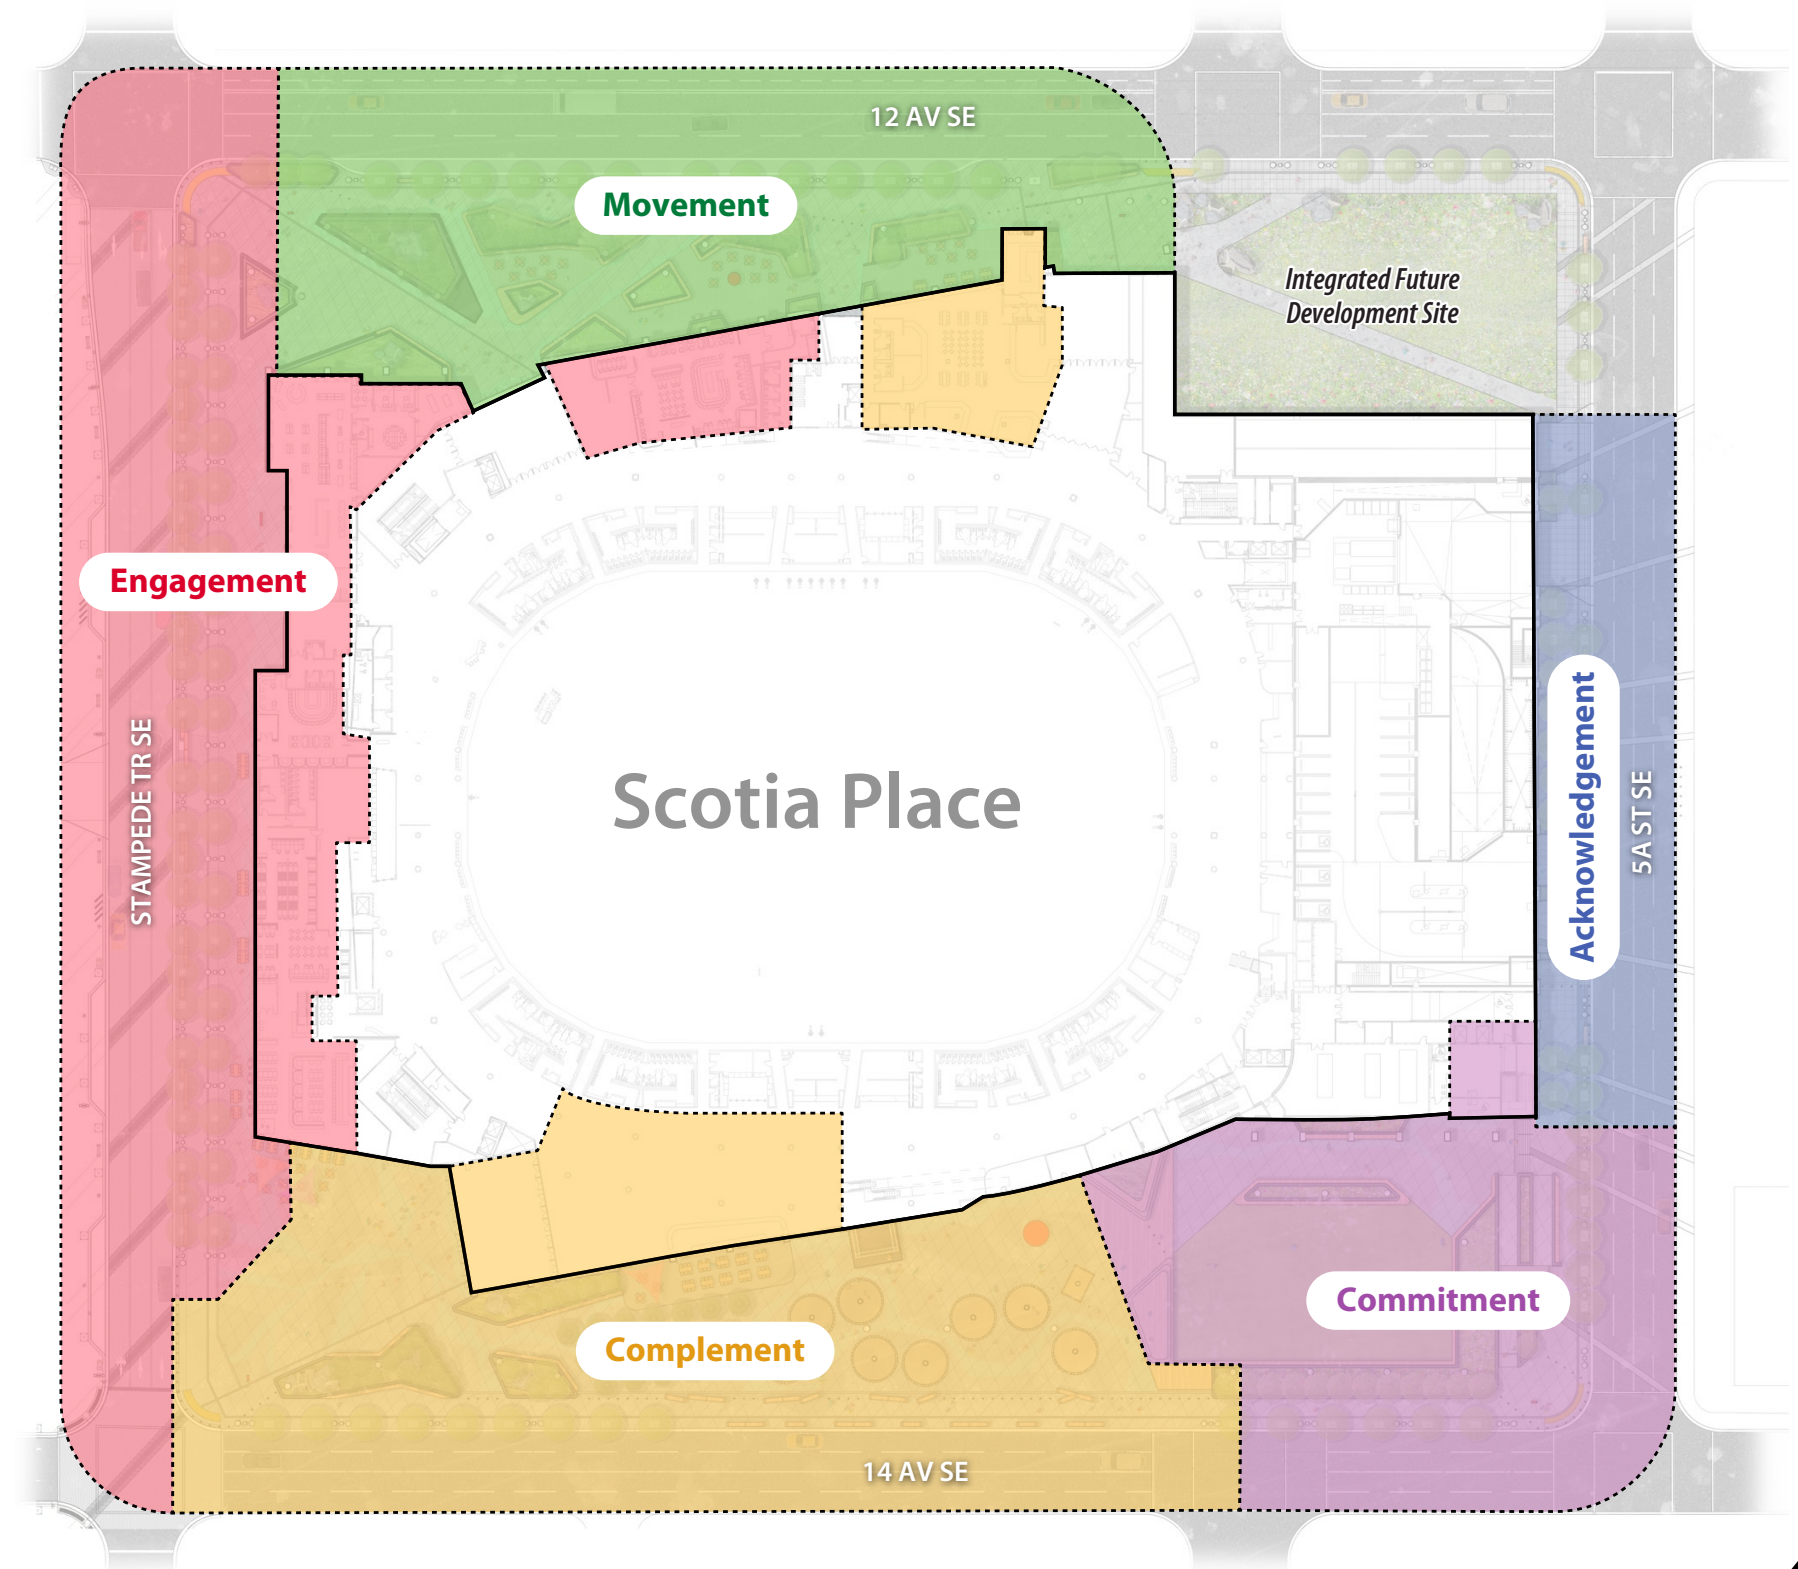 12 AV SE
Movement
Integrated Future
Development Site
Engagement
STAMPEDE TR SE
Scotia Place
Acknowledgement
5A ST SE
Commitment
Complement
14 AV SE